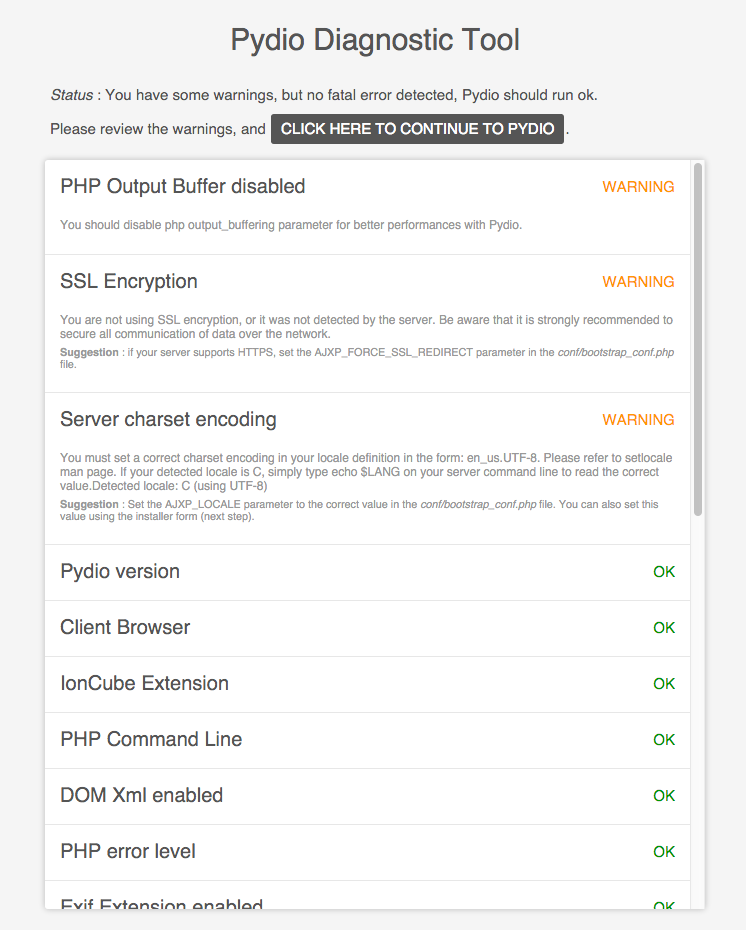 Pydio Diagnostic Tool
Status : You have some warnings, but no fatal error detected, Pydio should run ok.
Please review the warnings, and CLICK HERE TO CONTINUE TO PYDIO .
PHP Output Buffer disabled WARNING
You should disable php output_buffering parameter for better performances with Pydio.
SSL Encryption WARNING
You are not using SSL encryption, or it was not detected by the server. Be aware that it is strongly recommended to
secure all communication of data over the network.
Suggestion : if your server supports HTTPS, set the AJXP_FORCE_SSL_REDIRECT parameter in the conf/bootstrap_conf.php
file.
Server charset encoding WARNING
You must set a correct charset encoding in your locale definition in the form: en_us.UTF-8. Please refer to setlocale
man page. If your detected locale is C, simply type echo $LANG on your server command line to read the correct
value.Detected locale: C (using UTF-8)
Suggestion : Set the AJXP_LOCALE parameter to the correct value in the conf/bootstrap_conf.php file. You can also set this
value using the installer form (next step).
Pydio version OK
Client Browser OK
IonCube Extension OK
PHP Command Line OK
DOM Xml enabled OK
PHP error level OK
Exif Extension enabled OK